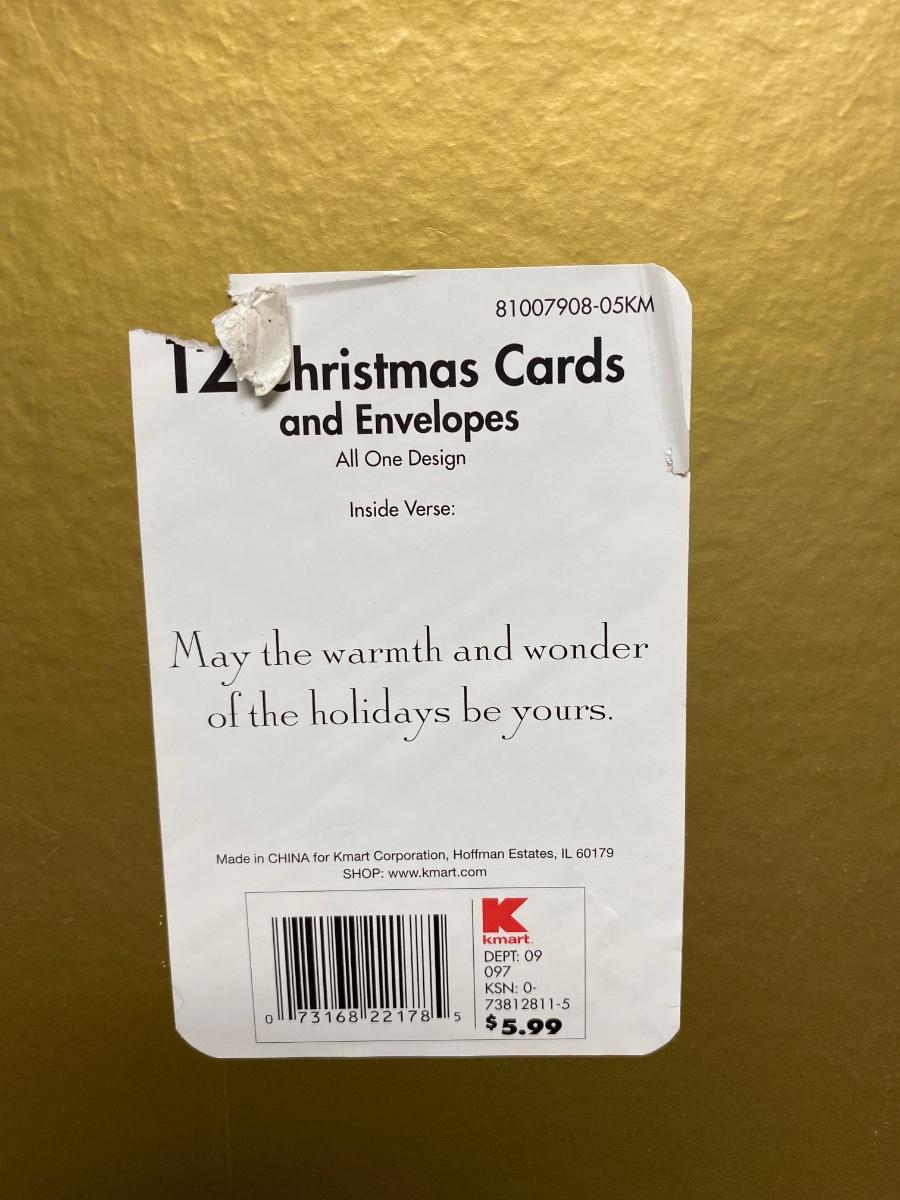 81007908-05KM
12 Christmas Cards
and Envelopes
All One Design
Inside Verse:
May the warmth and wonder
of the holidays be yours.
Made in CHINA for Kmart Corporation, Hoffman Estates, IL 60179
SHOP: www.kmart.com
K
kmart.
DEPT: 09
097
KSN: 0-
73812811-5
$5.99
0 73168 22178 5